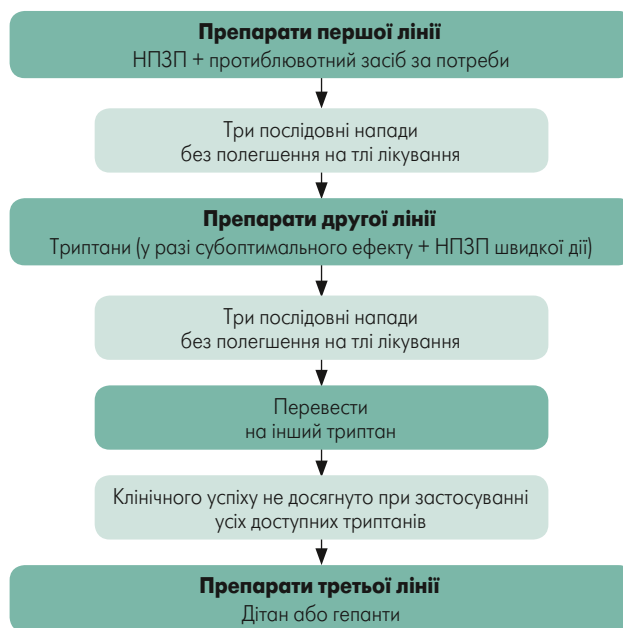 Препарати першої лінії
НПЗП + протиблювотний засіб за потреби
Три послідовні напади
без полегшення на тлі лікування
Препарати другої лінії
Триптани (у разі субоптимального ефекту + НПЗП швидкої дії)
Три послідовні напади
без полегшення на тлі лікування
Перевести
на інший триптан
Клінічного успіху не досягнуто при застосуванні
усіх доступних триптанів
Препарати третьої лінії
Дітан або гепанти